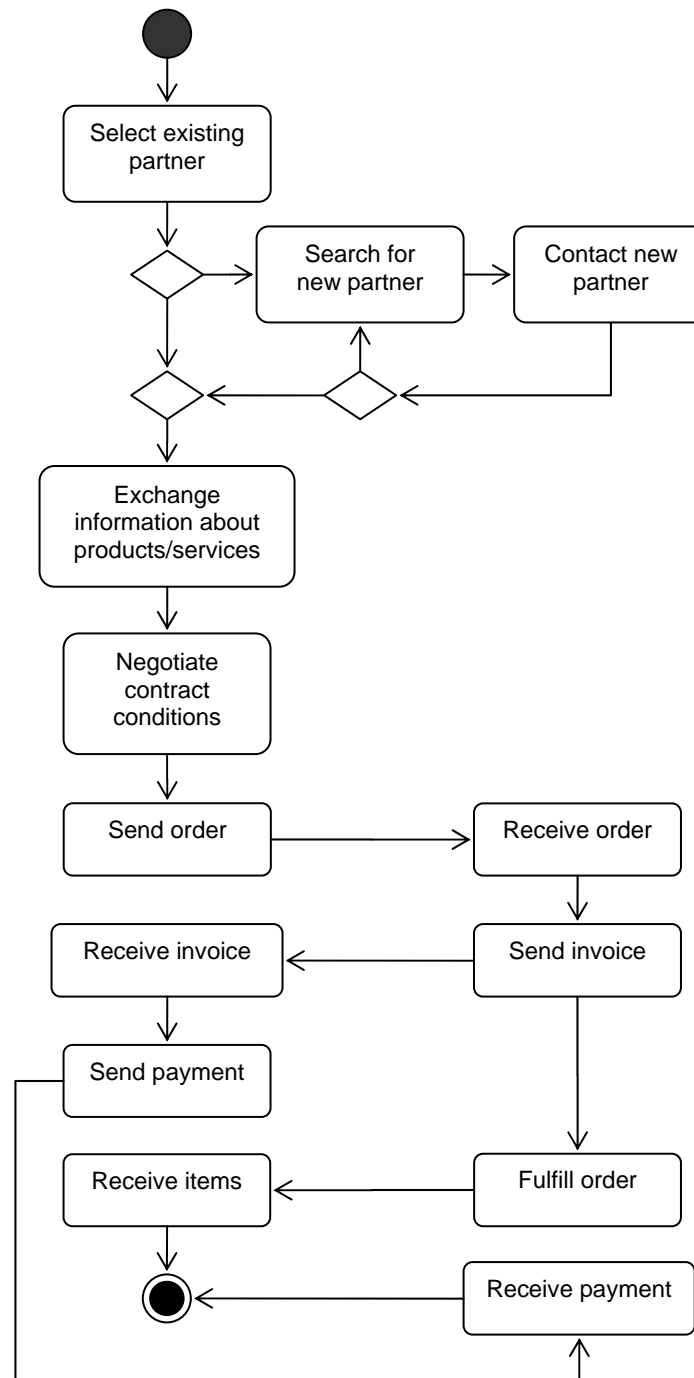 Select existing
partner
Search for
new partner
Contact new
partner
Exchange
information about
products/services
Negotiate
contract
conditions
Send order
Receive order
Receive invoice
Send invoice
Send payment
Receive items
Fulfill order
Receive payment